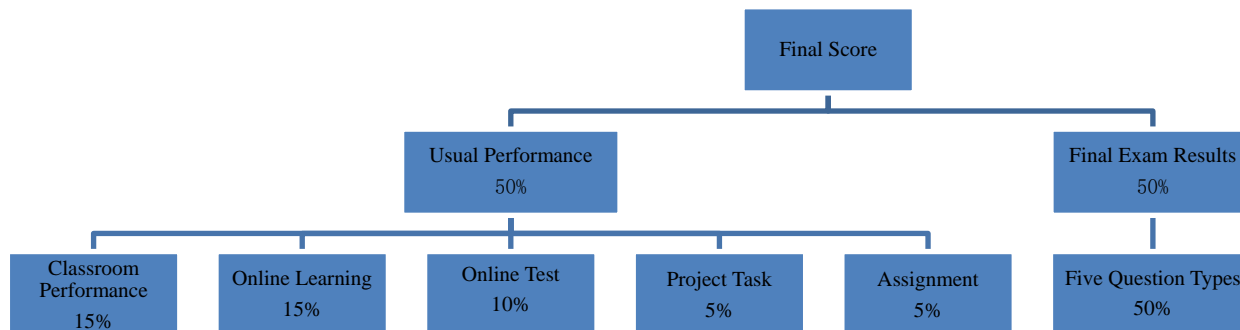 Final Score
Usual Performance
50%
Final Exam Results
50%
Classroom
Performance
15%
Online Learning
15%
Online Test
10%
Project Task
5%
Assignment
5%
Five Question Types
50%